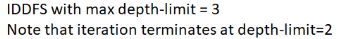 IDDFS with max depth-limit = 3
Note that iteration terminates at depth-limit=2